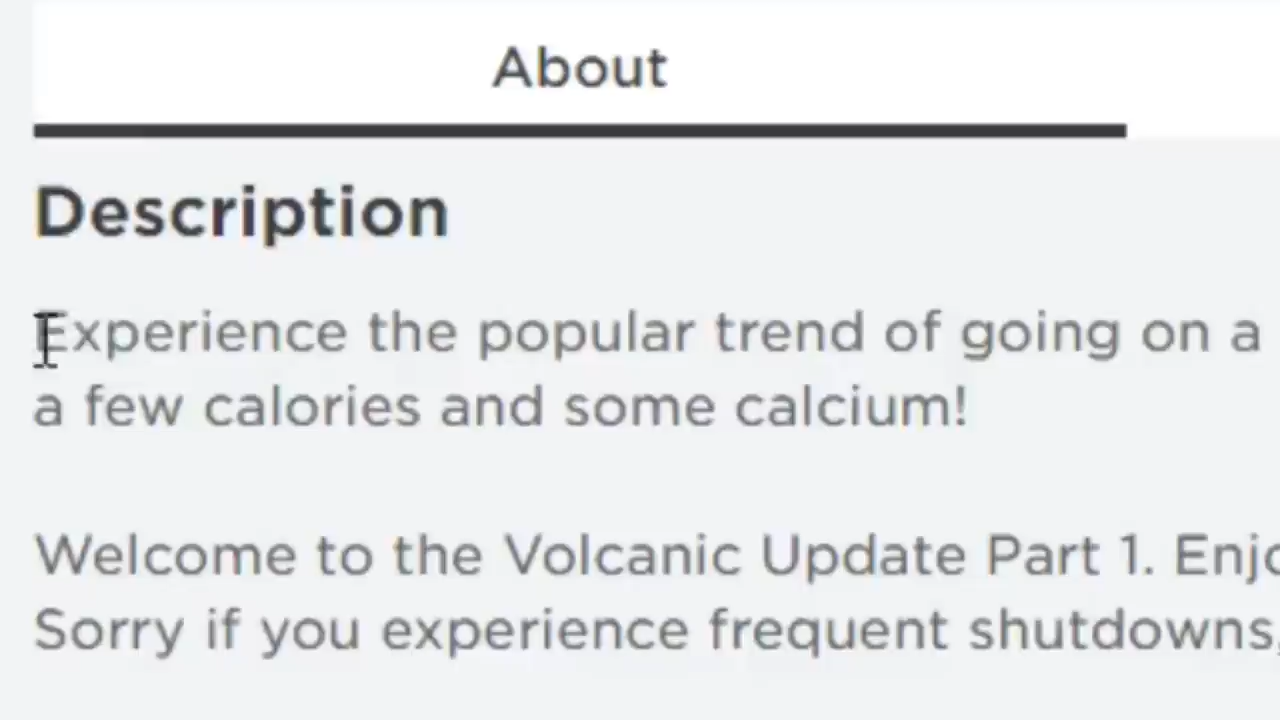 About
Description
Experience the popular trend of going on a
a few calories and some calcium!
Welcome to the Volcanic Update Part 1.
Sorry if you experience frequent shutdowns,